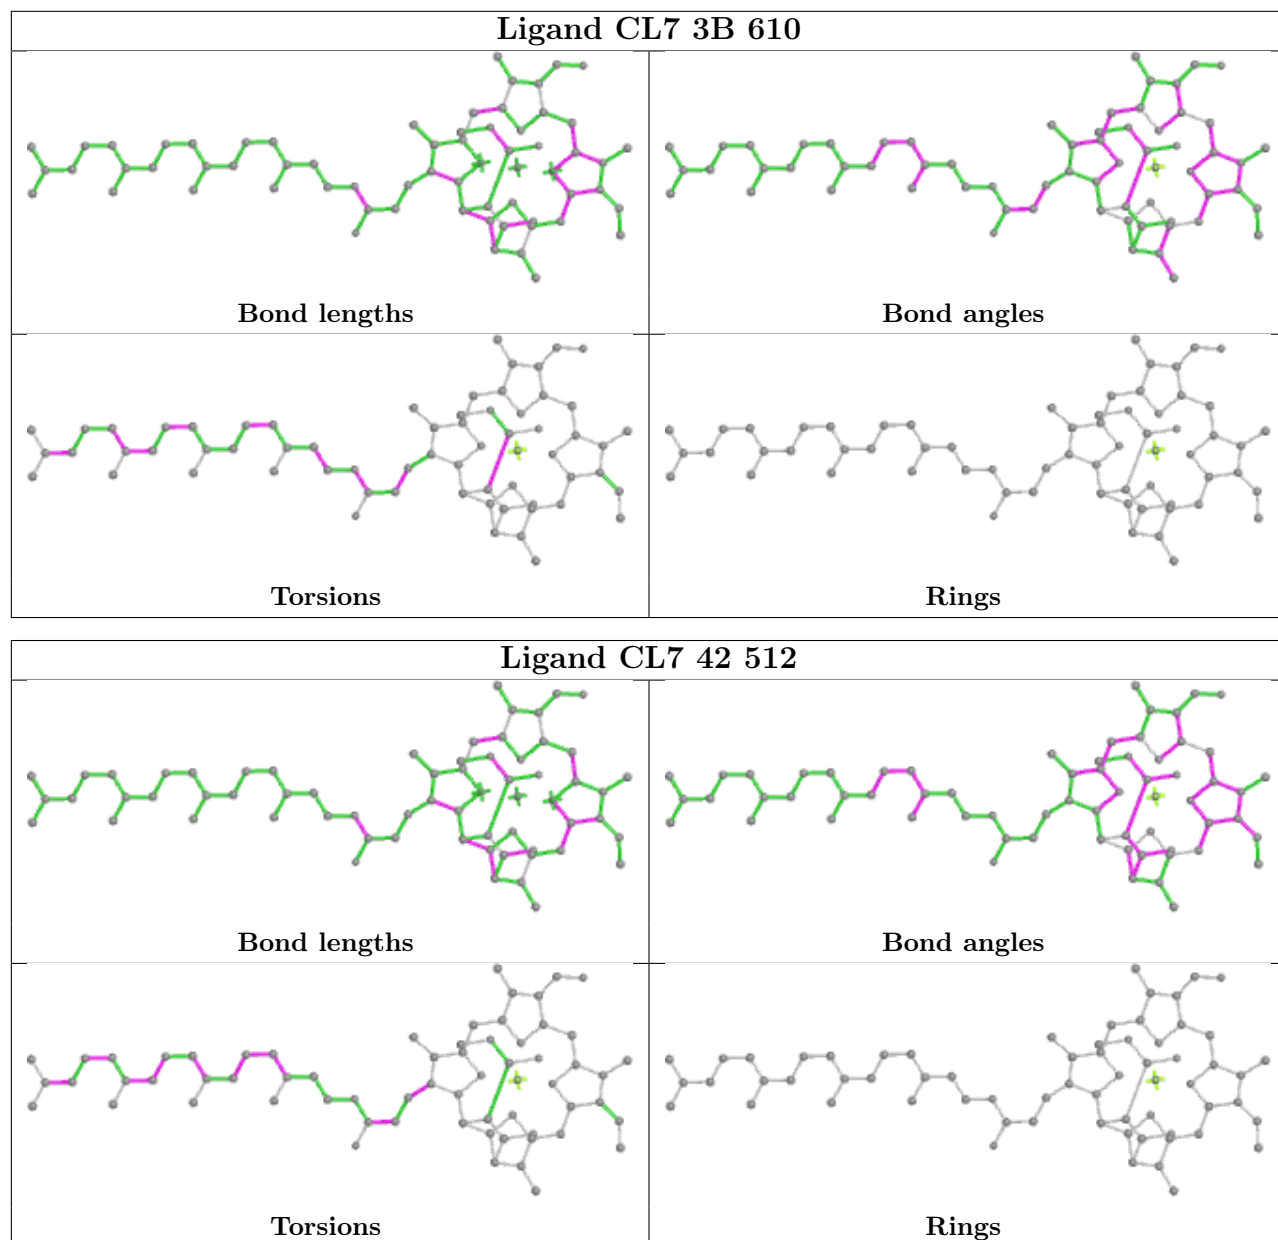 Ligand CL7 3B 610
Bond lengths
Bond angles
Torsions
Rings
Ligand CL7 42 512
Bond lengths
Bond angles
Torsions
Rings